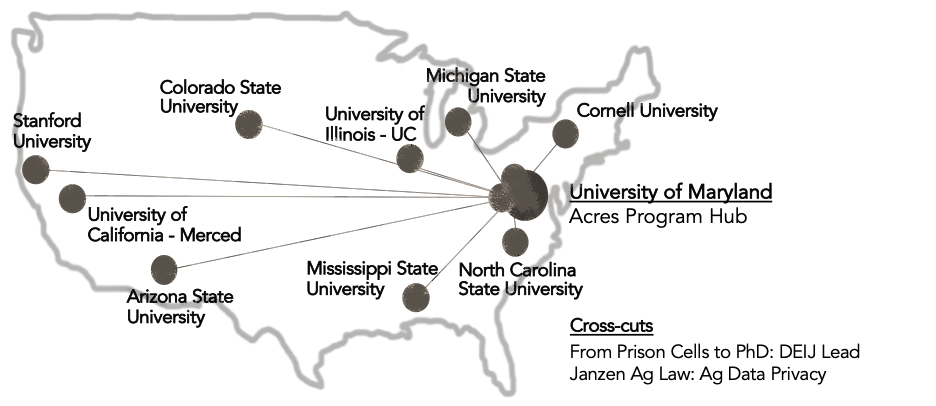 Michigan State
University
Colorado State
University
Cornell University
University of
Illinois - UC
Stanford
University
University of Maryland
Acres Program Hub
University of
California - Merced
Mississippi State
University
North Carolina
State University
Arizona State
University
Cross-cuts
From Prison Cells to PhD: DEIJ Lead
Janzen Ag Law: Ag Data Privacy